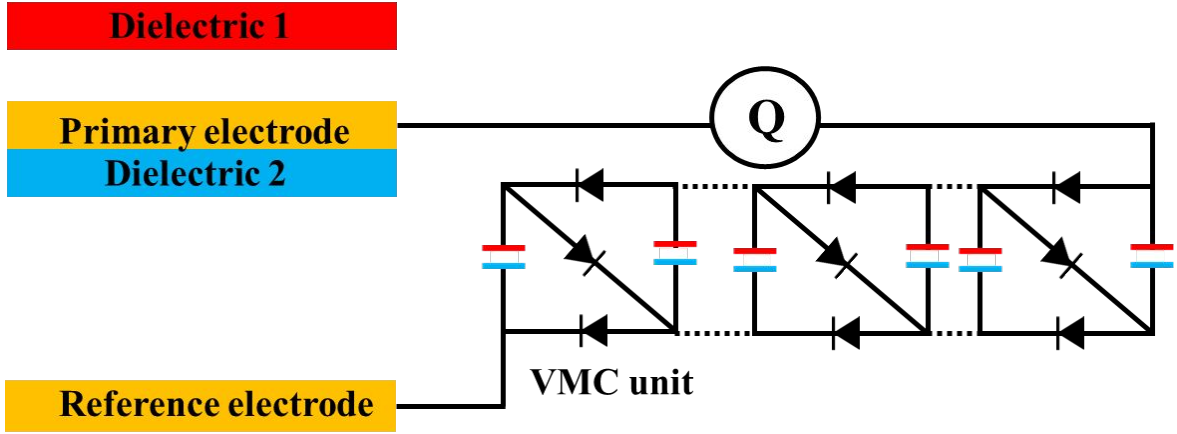 Dielectric 1
Primary electrode
Q
Dielectric 2
VMC unit
Reference electrode